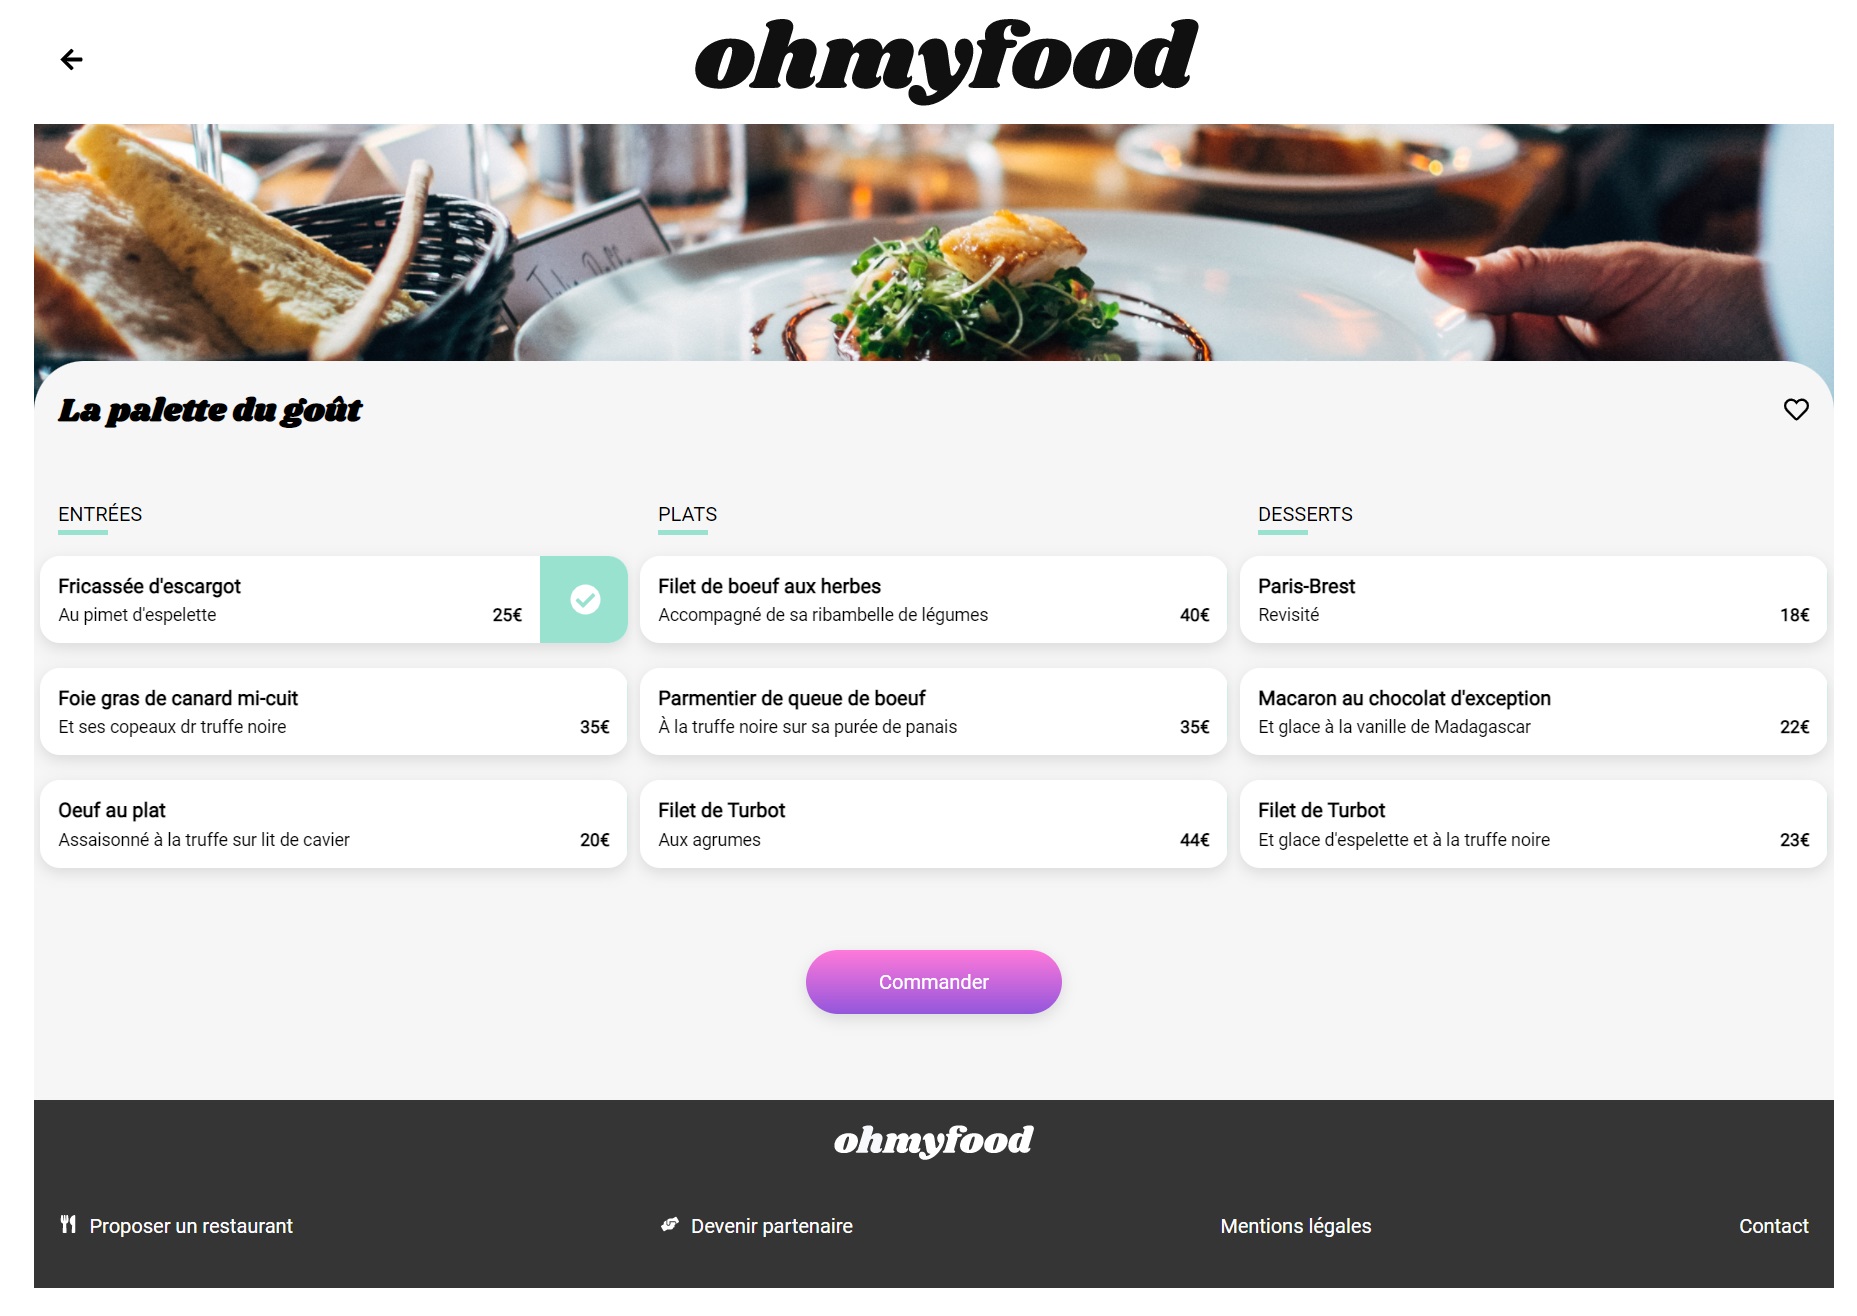 ohmyfood
La palette du goût
ENTRÉES
Fricassée d'escargot
Au pimet d'espelette
25€
Foie gras de canard mi-cuit
Et ses copeaux dr truffe noire
35€
Oeuf au plat
Assaisonné à la truffe sur lit de cavier
20€
PLATS
Filet de boeuf aux herbes
Accompagné de sa ribambelle de légumes
40€
Parmentier de queue de boeuf
À la truffe noire sur sa purée de panais
35€
Filet de Turbot
Aux agrumes
44€
DESSERTS
Paris-Brest
Revisité
18€
Macaron au chocolat d'exception
Et glace à la vanille de Madagascar
22€
Filet de Turbot
Et glace d'espelette et à la truffe noire
23€
Commander
ohmyfood
Proposer un restaurant
Devenir partenaire
Mentions légales
Contact